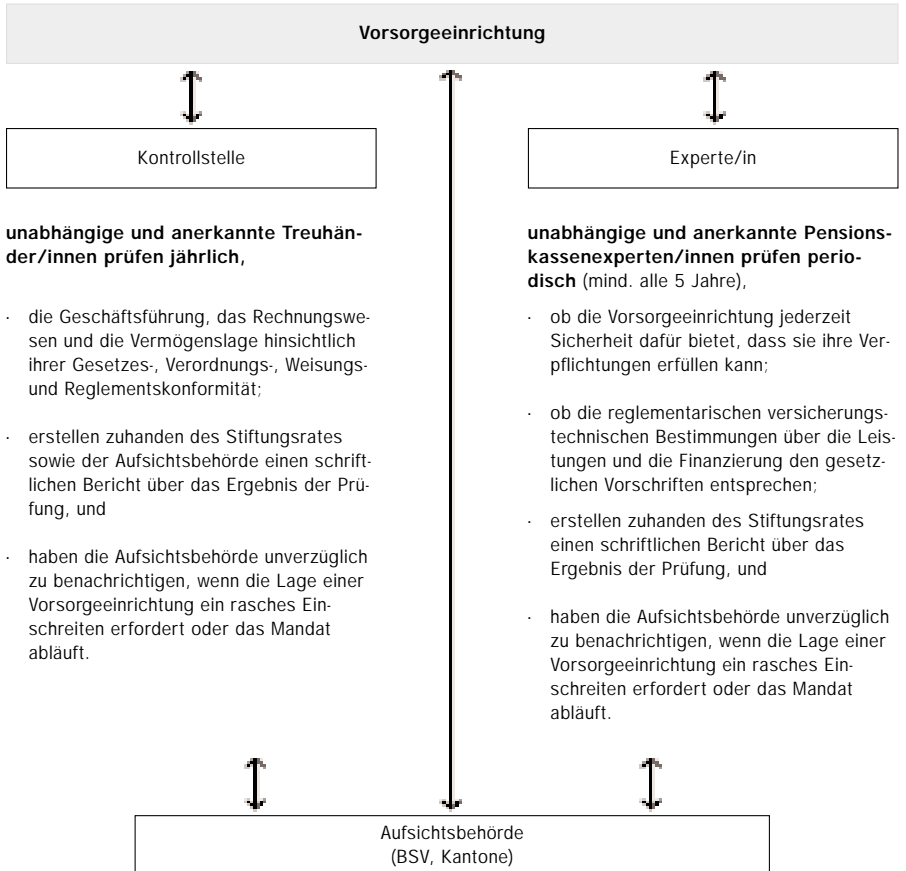 Vorsorgeeinrichtung
Kontrollstelle
unabhängige und anerkannte Treuhän-
der/innen prüfen jährlich,
· die Geschäftsführung, das Rechnungswe-
sen und die Vermögenslage hinsichtlich
ihrer Gesetzes-, Verordnungs-, Weisungs-
und Reglementskonformität;
· erstellen zuhanden des Stiftungsrates
sowie der Aufsichtsbehörde einen schrift-
lichen Bericht über das Ergebnis der Prü-
fung, und
· haben die Aufsichtsbehörde unverzüglich
zu benachrichtigen, wenn die Lage einer
Vorsorgeeinrichtung ein rasches Ein-
schreiten erfordert oder das Mandat
abläuft.
Experte/in
unabhängige und anerkannte Pensions-
kassenexperten/innen prüfen perio-
disch (mind. alle 5 Jahre),
· ob die Vorsorgeeinrichtung jederzeit
Sicherheit dafür bietet, dass sie ihre Ver-
pflichtungen erfüllen kann;
· ob die reglementarischen versicherungs-
technischen Bestimmungen über die Leis-
tungen und die Finanzierung den gesetz-
lichen Vorschriften entsprechen;
· erstellen zuhanden des Stiftungsrates
einen schriftlichen Bericht über das
Ergebnis der Prüfung, und
· haben die Aufsichtsbehörde unverzüglich
zu benachrichtigen, wenn die Lage einer
Vorsorgeeinrichtung ein rasches Ein-
schreiten erfordert oder das Mandat
abläuft.
Aufsichtsbehörde
(BSV, Kantone)